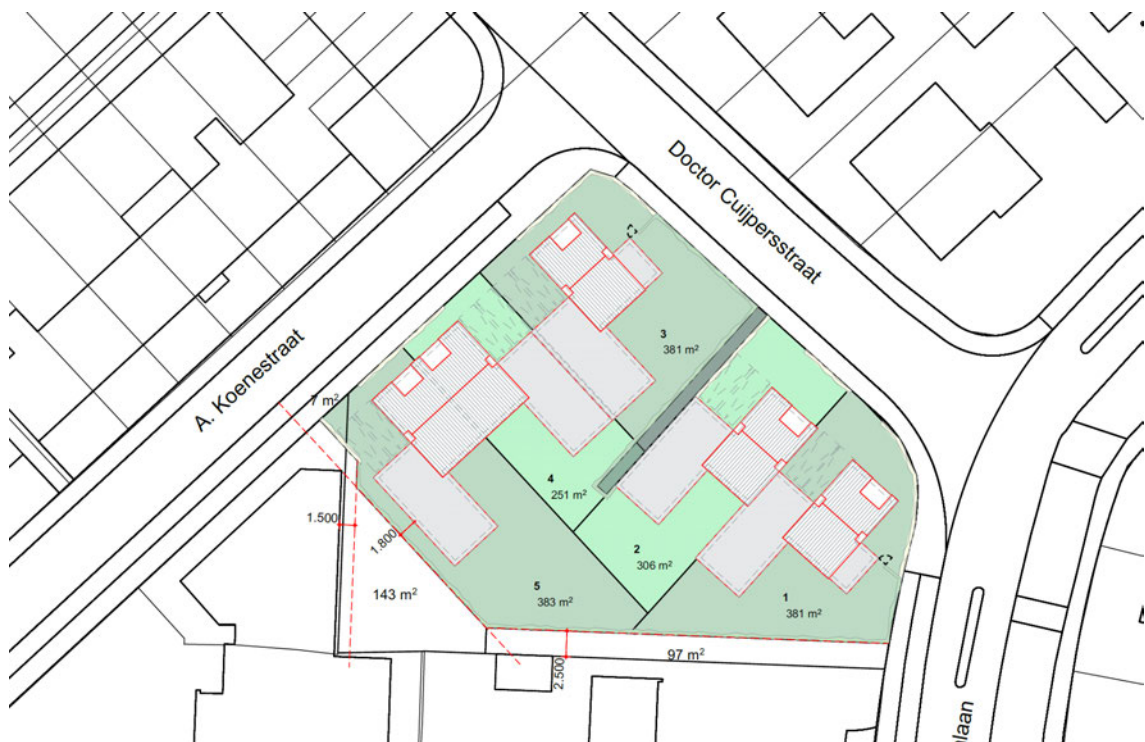 Doctor Cuijpersstraat
A. Koenestraat
3
381 m²
7 m²
4
251 m²
1.500
1.800
2
306 m²
143 m²
5
383 m²
1
381 m²
97 m²
2.500